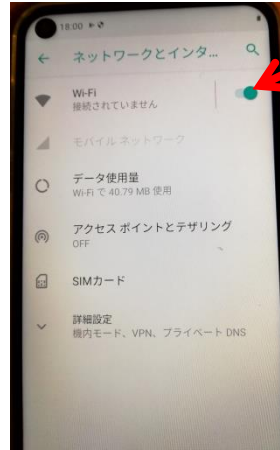 18:00
ネットワークとインタ...
Wi-Fi
接続されていません
モバイル ネットワーク
データ使用量
Wi-Fi で 40.79 MB 使用
アクセス ポイントとテザリング
OFF
SIMカード
詳細設定
機内モード、VPN、プライベート DNS